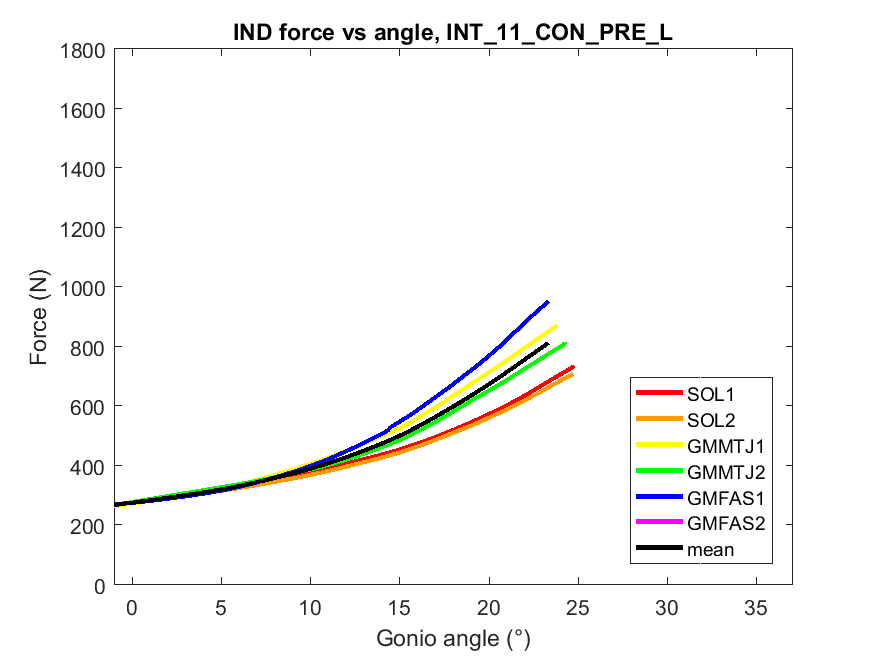 IND force vs angle, INT_11_CON_PRE_L
1800
1600
1400
1200
1000
800
600
400
200
0
Force (N)
0 5 10 15 20 25 30 35
Gonio angle (°)
SOL1
SOL2
GMMTJ1
GMMTJ2
GMFAS1
GMFAS2
mean